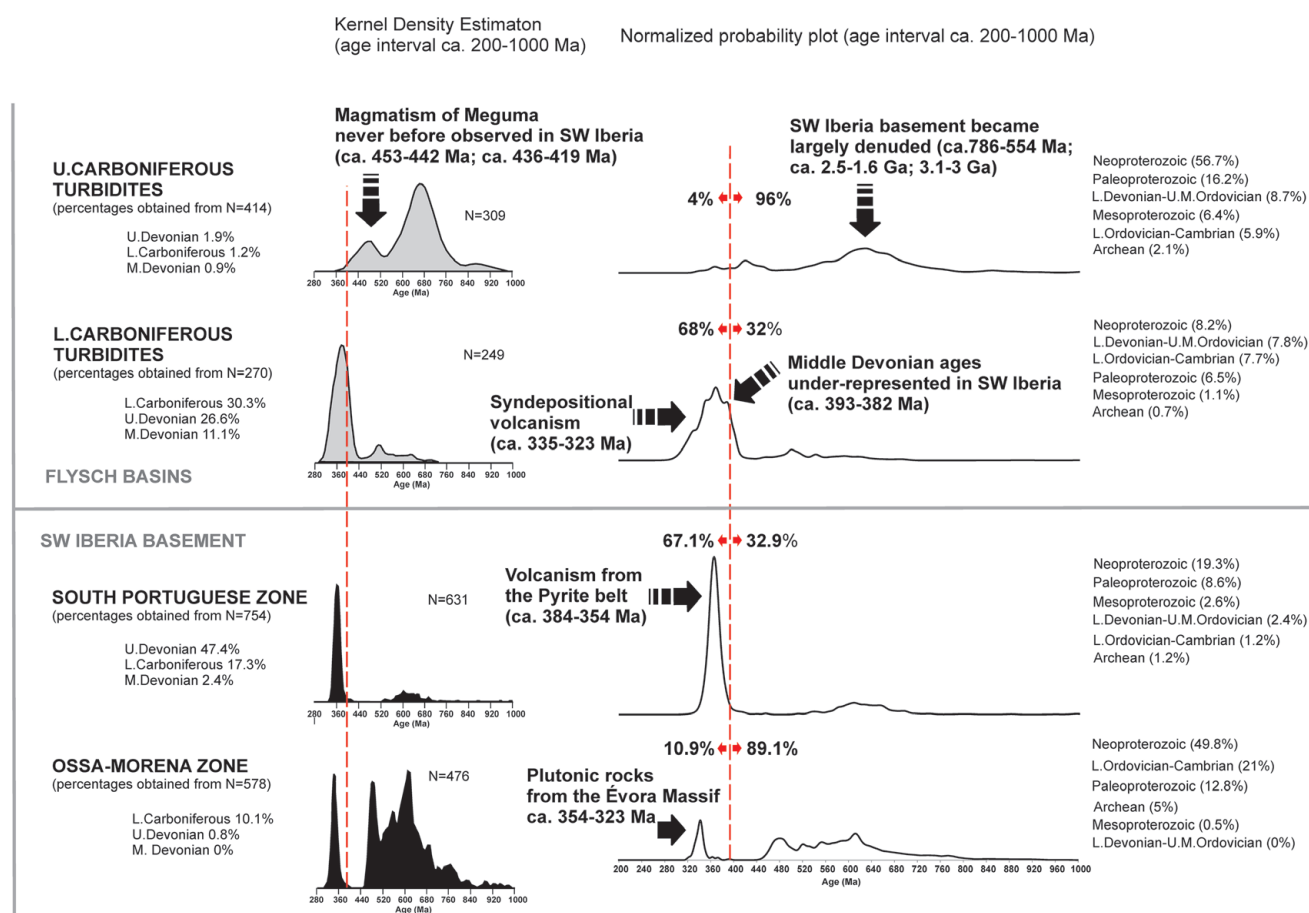 Kernel Density Estimaton
(age interval ca. 200-1000 Ma)
Normalized probability plot (age interval ca. 200-1000 Ma)
U.CARBONIFEROUS
TURBIDITES
(percentages obtained from N=414)
U.Devonian 1.9%
L.Carboniferous 1.2%
M.Devonian 0.9%
Magmatism of Meguma
never before observed in SW Iberia
(ca. 453-442 Ma; ca. 436-419 Ma)
N=309
280 360 440 520 600 680 760 840 920 1000
Age (Ma)
SW Iberia basement became
largely denuded (ca.786-554 Ma;
ca. 2.5-1.6 Ga; 3.1-3 Ga)
4% 96%
Neoproterozoic (56.7%)
Paleoproterozoic (16.2%)
L.Devonian-U.M.Ordovician (8.7%)
Mesoproterozoic (6.4%)
L.Ordovician-Cambrian (5.9%)
Archean (2.1%)
L.CARBONIFEROUS
TURBIDITES
(percentages obtained from N=270)
L.Carboniferous 30.3%
U.Devonian 26.6%
M.Devonian 11.1%
FLYSCH BASINS
N=249
280 360 440 520 600 680 760 840 920 1000
Age (Ma)
68% 32%
Syndepositional
volcanism
(ca. 335-323 Ma)
Middle Devonian ages
under-represented in SW Iberia
(ca. 393-382 Ma)
Neoproterozoic (8.2%)
L.Devonian-U.M.Ordovician (7.8%)
L.Ordovician-Cambrian (7.7%)
Paleoproterozoic (6.5%)
Mesoproterozoic (1.1%)
Archean (0.7%)
SW IBERIA BASEMENT
SOUTH PORTUGUESE ZONE
(percentages obtained from N=754)
U.Devonian 47.4%
L.Carboniferous 17.3%
M.Devonian 2.4%
N=631
280 360 440 520 600 680 760 840 920 1000
Age (Ma)
67.1% 32.9%
Volcanism from
the Pyrite belt
(ca. 384-354 Ma)
Neoproterozoic (19.3%)
Paleoproterozoic (8.6%)
Mesoproterozoic (2.6%)
L.Devonian-U.M.Ordovician (2.4%)
L.Ordovician-Cambrian (1.2%)
Archean (1.2%)
OSSA-MORENA ZONE
(percentages obtained from N=578)
L.Carboniferous 10.1%
U.Devonian 0.8%
M. Devonian 0%
N=476
280 360 440 520 600 680 760 840 920 1000
Age (Ma)
10.9% 89.1%
Plutonic rocks
from the Évora Massif
ca. 354-323 Ma
200 240 280 320 360 400 440 480 520 560 600 640 680 720 760 800 840 880 920 960 1000
Age (Ma)
Neoproterozoic (49.8%)
L.Ordovician-Cambrian (21%)
Paleoproterozoic (12.8%)
Archean (5%)
Mesoproterozoic (0.5%)
L.Devonian-U.M.Ordovician (0%)